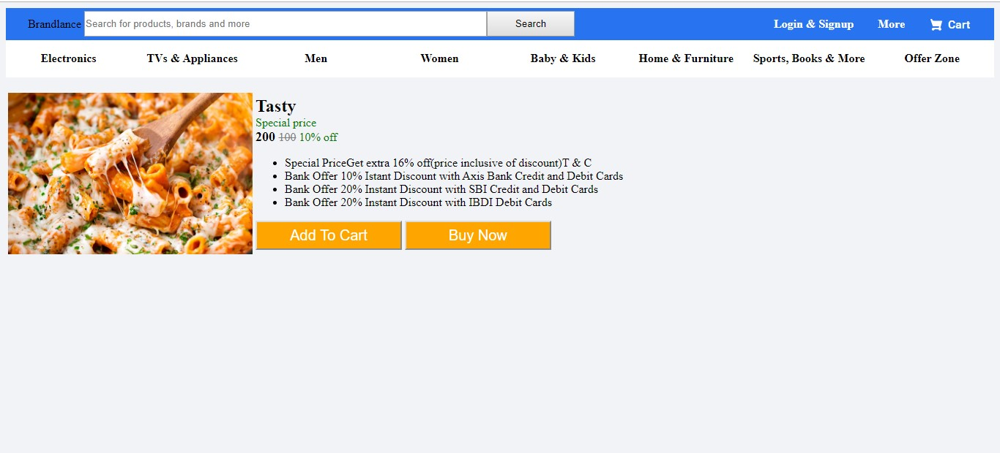 Brandlance Search for products, brands and more Search Login & Signup More Cart
Electronics TVs & Appliances Men Women Baby & Kids Home & Furniture Sports, Books & More Offer Zone
Tasty
Special price
200 100 10% off
Special PriceGet extra 16% off(price inclusive of discount)T & C
Bank Offer 10% Istant Discount with Axis Bank Credit and Debit Cards
Bank Offer 20% Instant Discount with SBI Credit and Debit Cards
Bank Offer 20% Instant Discount with IBDI Debit Cards
Add To Cart Buy Now